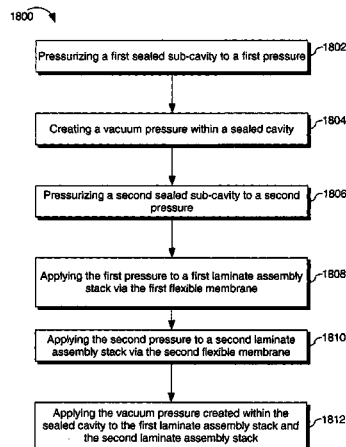 1800
Pressurizing a first sealed sub-cavity to a first pressure
1802
Creating a vacuum pressure within a sealed cavity
1804
Pressurizing a second sealed sub-cavity to a second
pressure
1806
Applying the first pressure to a first laminate assembly
stack via the first flexible membrane
1808
Applying the second pressure to a second laminate
assembly stack via the second flexible membrane
1810
Applying the vacuum pressure created within the
sealed cavity to the first laminate assembly stack and
the second laminate assembly stack
1812